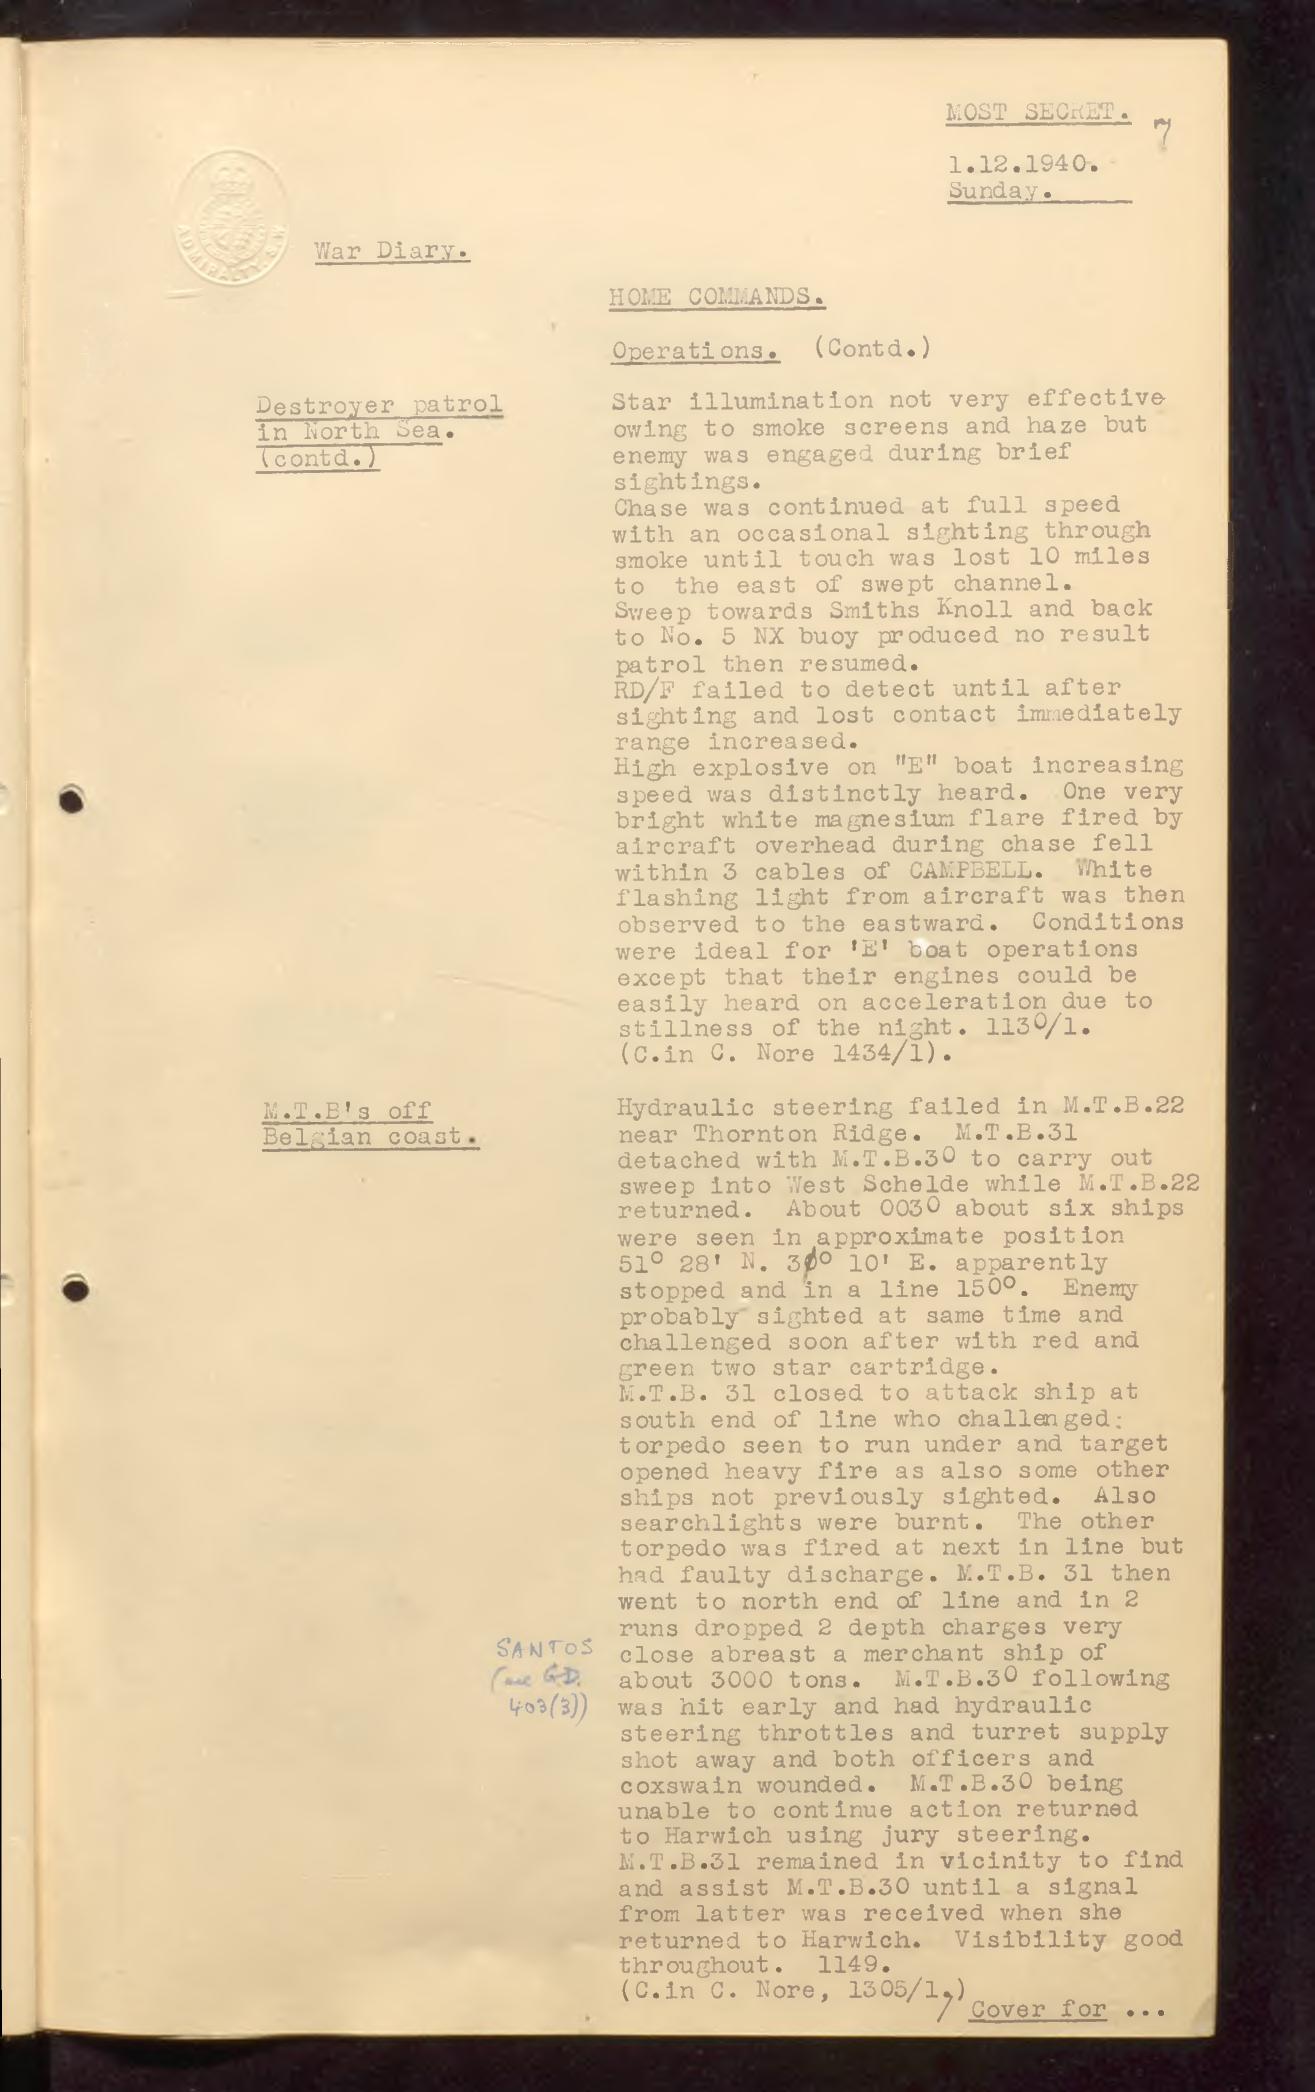 MOST SECRET.
7
1.12.1940.
Sunday.
ADMIRALTY. S.W
War Diary.
HOME COMMANDS.
Operations. (Contd.)
Destroyer patrol
in North Sea.
(contd.)
Star illumination not very effective
owing to smoke screens and haze but
enemy was engaged during brief
sightings.
Chase was continued at full speed
with an occasional sighting through
smoke until touch was lost 10 miles
to the east of swept channel.
Sweep towards Smiths Knoll and back
to No. 5 NX buoy produced no result
patrol then resumed.
RD/F failed to detect until after
sighting and lost contact immediately
range increased.
High explosive on "E" boat increasing
speed was distinctly heard. One very
bright white magnesium flare fired by
aircraft overhead during chase fell
within 3 cables of CAMPBELL. White
flashing light from aircraft was then
observed to the eastward. Conditions
were ideal for 'E' boat operations
except that their engines could be
easily heard on acceleration due to
stillness of the night. 1130/1.
(C.in C. Nore 1434/1).
M.T.B's off
Belgian coast.
Hydraulic steering failed in M.T.B.22
near Thornton Ridge. M.T.B.31
detached with M.T.B.30 to carry out
sweep into West Schelde while M.T.B.22
returned. About 0030 about six ships
were seen in approximate position
51° 28' N. 3° 10' E. apparently
stopped and in a line 150°. Enemy
probably sighted at same time and
challenged soon after with red and
green two star cartridge.
M.T.B. 31 closed to attack ship at
south end of line who challenged:
torpedo seen to run under and target
opened heavy fire as also some other
ships not previously sighted. Also
searchlights were burnt. The other
torpedo was fired at next in line but
had faulty discharge. M.T.B. 31 then
went to north end of line and in 2
runs dropped 2 depth charges very
close abreast a merchant ship of
about 3000 tons. M.T.B.30 following
was hit early and had hydraulic
steering throttles and turret supply
shot away and both officers and
coxswain wounded. M.T.B.30 being
unable to continue action returned
to Harwich using jury steering.
M.T.B.31 remained in vicinity to find
and assist M.T.B.30 until a signal
from latter was received when she
returned to Harwich. Visibility good
throughout. 1149.
(C.in C. Nore, 1305/1.)
SANTOS
(see G.D.
403(3))
Cover for ...